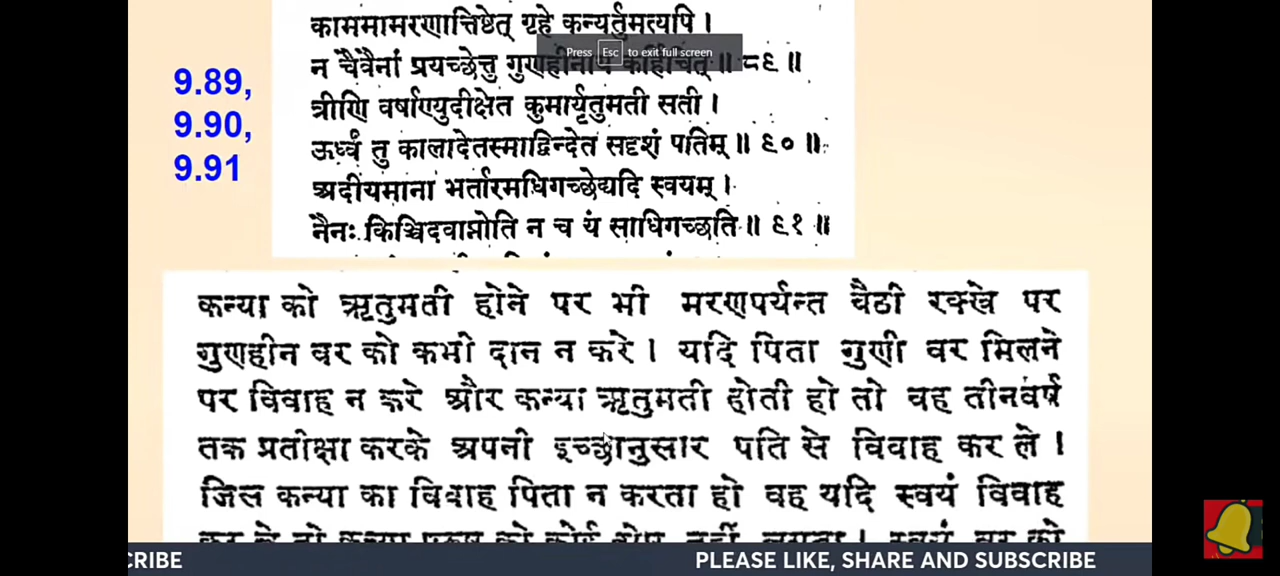 काममामरणात्तिष्ठेत् गृहे कन्यर्तुमत्यपि ।
Press Esc to exit full screen
न चैवैनां प्रयच्छेत्तु गुणहीनाय कर्हिचित् ॥ ८९ ॥
9.89,
9.90,
9.91
त्रीणि वर्षाण्युदीक्षेत कुमार्यृतुमती सती ।
ऊर्ध्वं तु कालादेतस्माद्विन्देत सदृशं पतिम् ॥ ९० ॥
अदीयमाना भर्तारमधिगच्छेद्यदि स्वयम् ।
नैनः किञ्चिदवाप्नोति न च यं साधिगच्छति ॥ ९१ ॥
कन्या को ऋतुमती होने पर भी मरणपर्यन्त बैठी रक्खे पर
गुणहीन वर को कभी दान न करे । यदि पिता गुणी वर मिलने
पर विवाह न करे और कन्या ऋतुमती होती हो तो वह तीनवर्ष
तक प्रतीक्षा करके अपनी इच्छानुसार पति से विवाह कर ले ।
जिस कन्या का विवाह पिता न करता हो वह यदि स्वयं विवाह
CRIBE
PLEASE LIKE, SHARE AND SUBSCRIBE